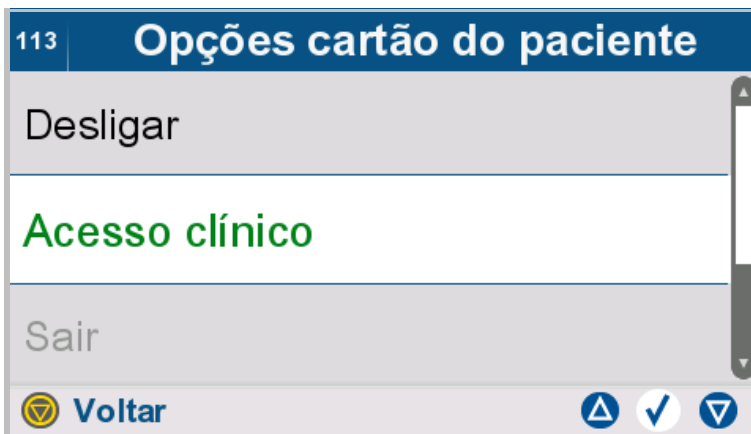 113
Opções cartão do paciente
Desligar
Acesso clínico
Sair
Voltar